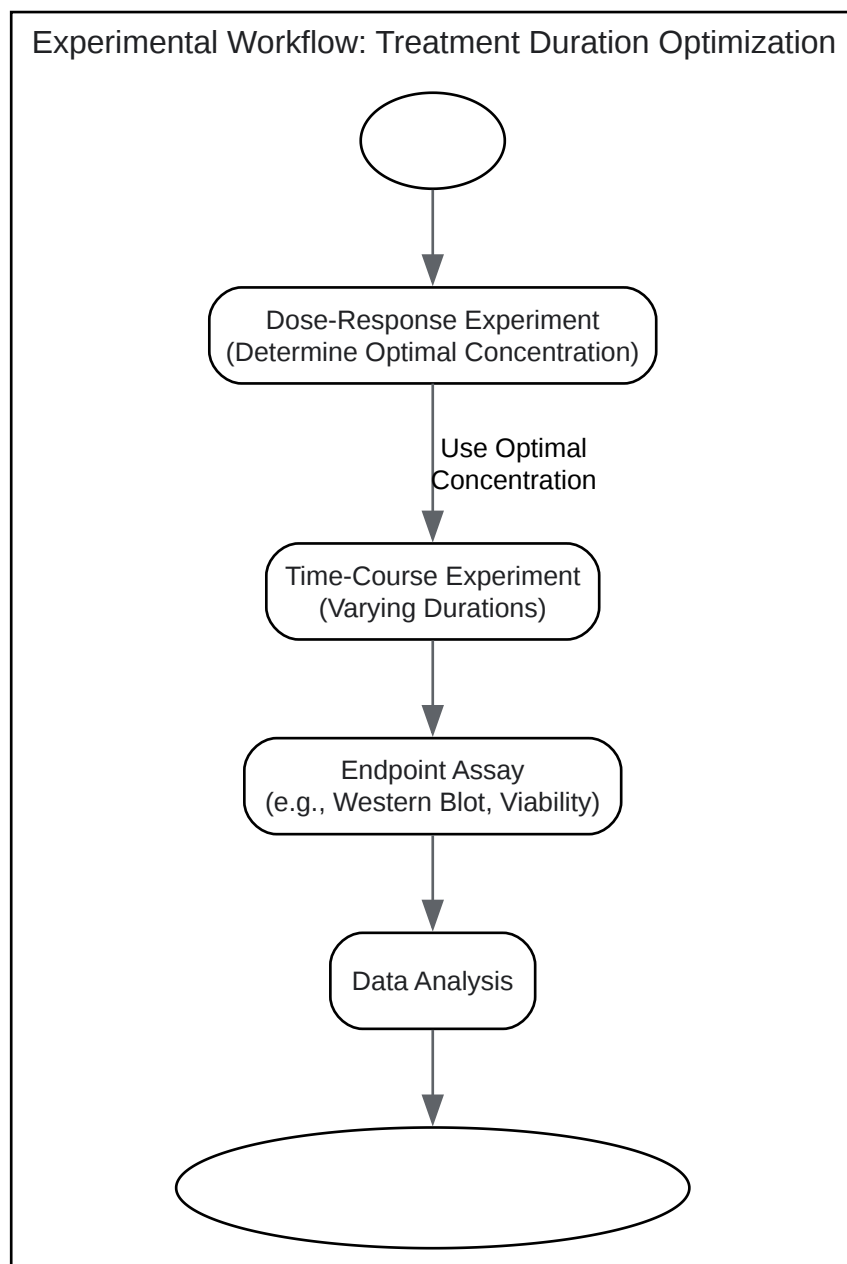 Experimental Workflow: Treatment Duration Optimization
Dose-Response Experiment
(Determine Optimal Concentration)
Use Optimal
Concentration
Time-Course Experiment
(Varying Durations)
Endpoint Assay
(e.g., Western Blot, Viability)
Data Analysis